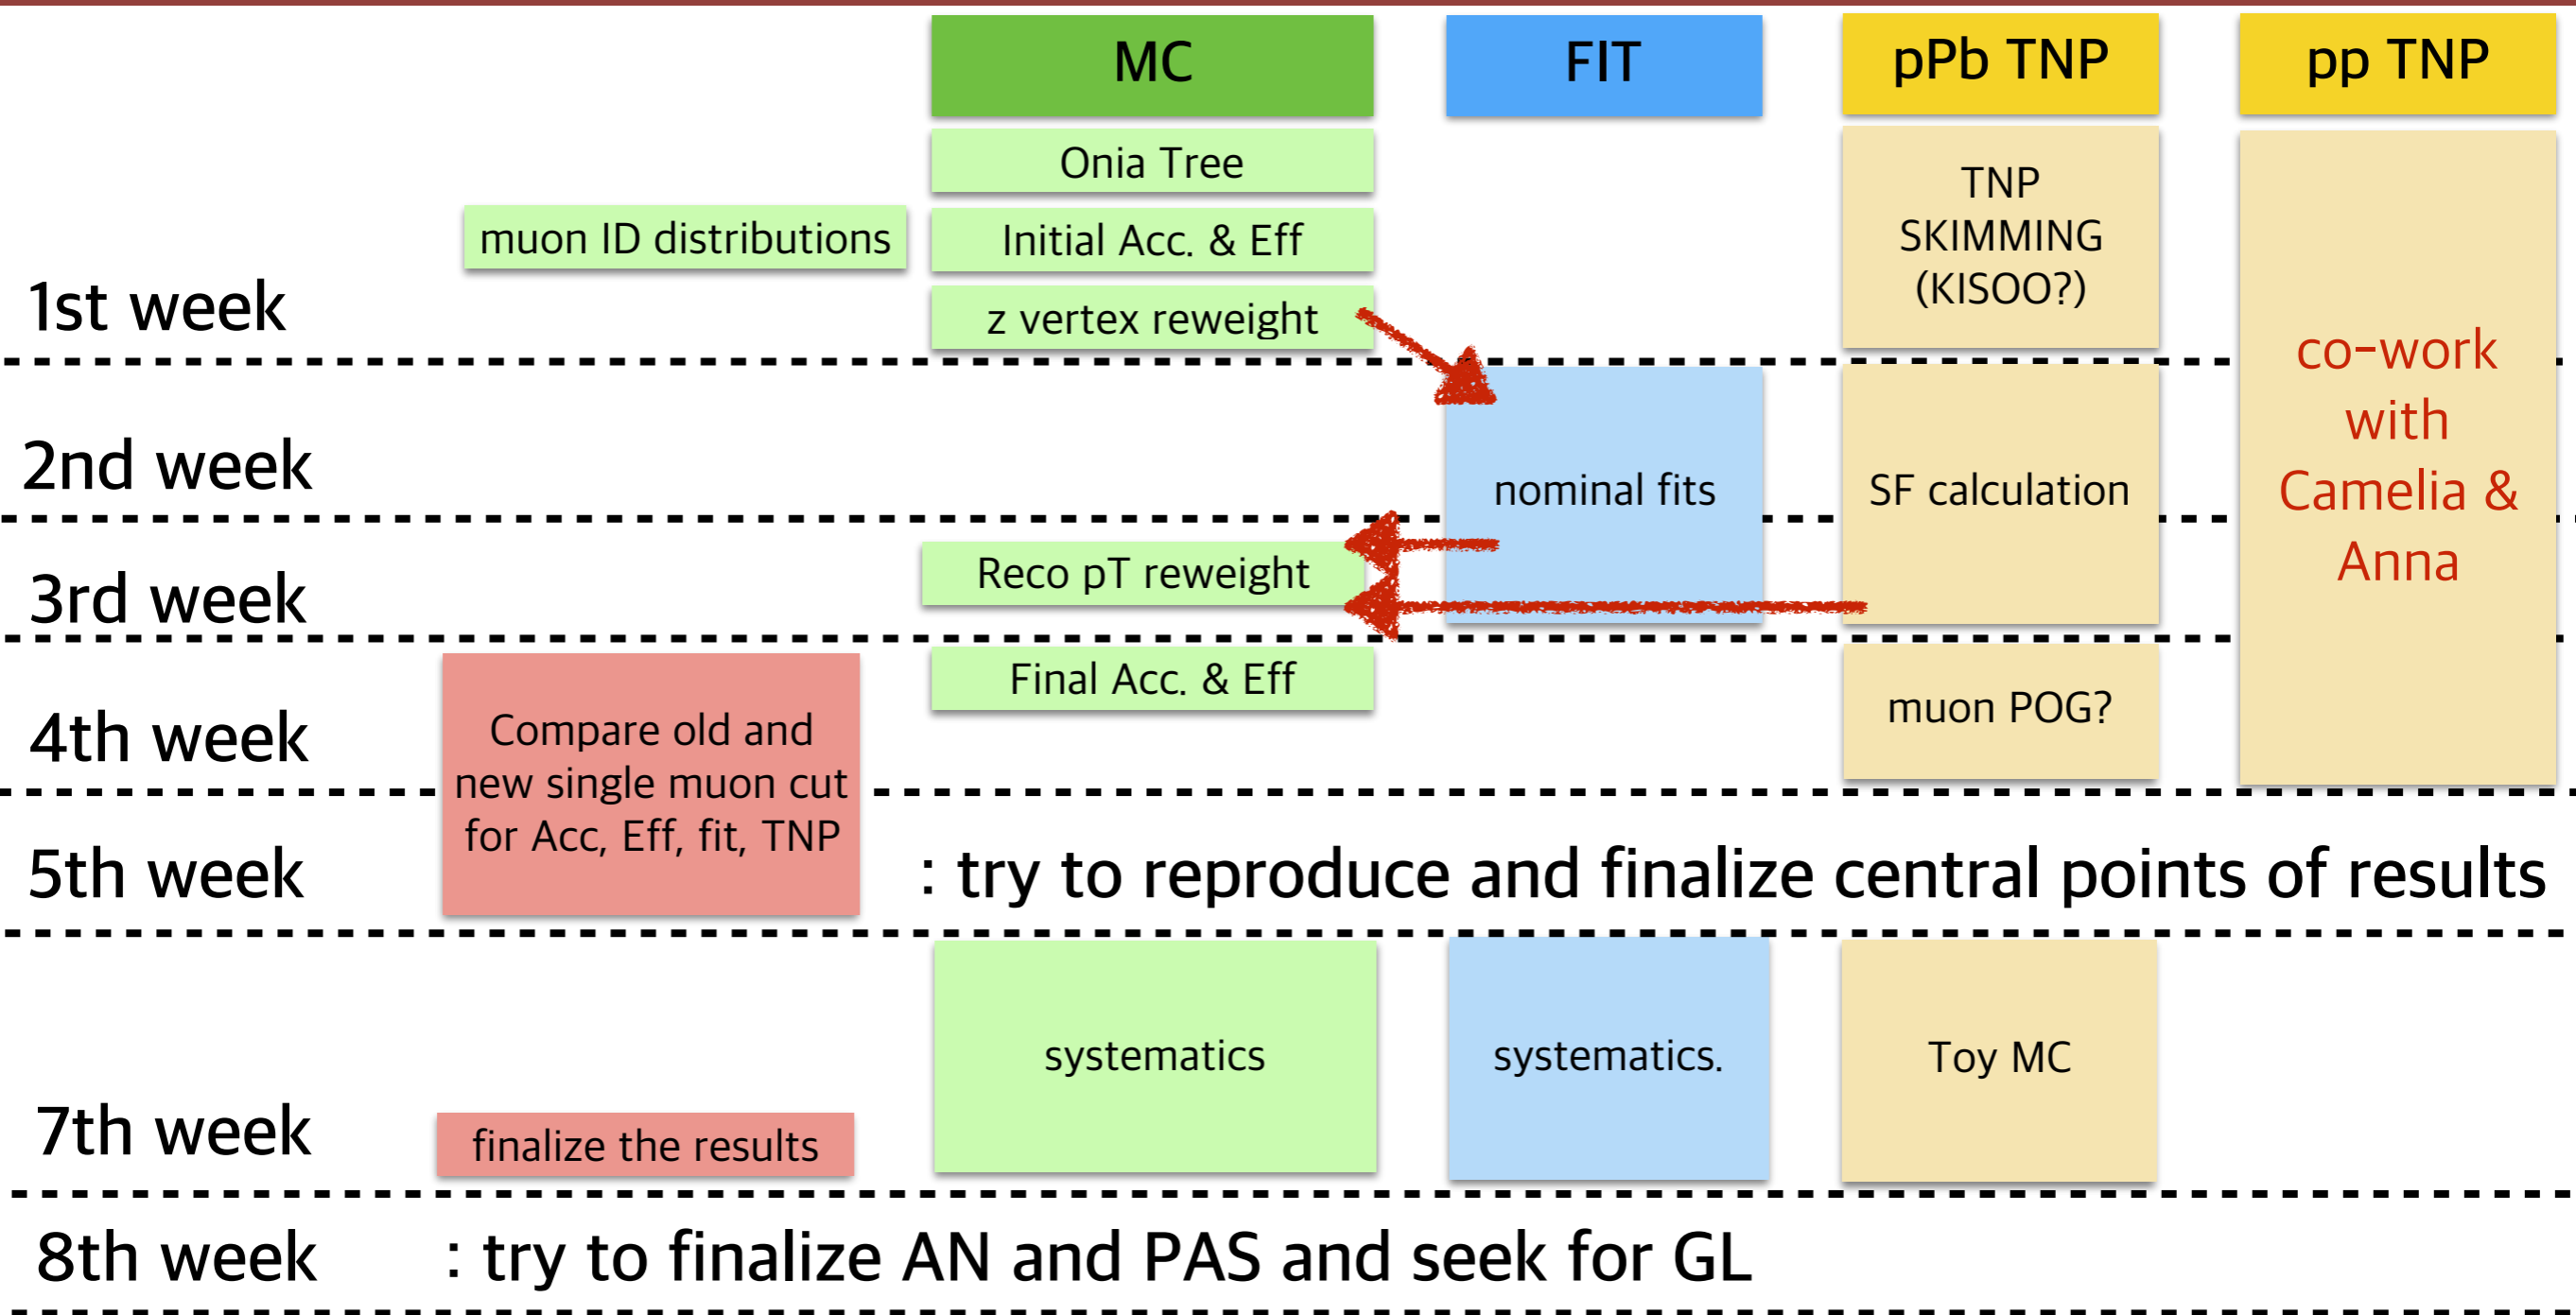 MC
FIT
pPb TNP
pp TNP
Onia Tree
muon ID distributions
Initial Acc. & Eff
z vertex reweight
TNP
SKIMMING
(KISOO?)
1st week
co-work
with
Camelia &
Anna
2nd week
nominal fits
SF calculation
3rd week
Reco pT reweight
4th week
Compare old and
new single muon cut
for Acc, Eff, fit, TNP
Final Acc. & Eff
muon POG?
5th week
: try to reproduce and finalize central points of results
7th week
finalize the results
systematics
systematics.
Toy MC
8th week
: try to finalize AN and PAS and seek for GL